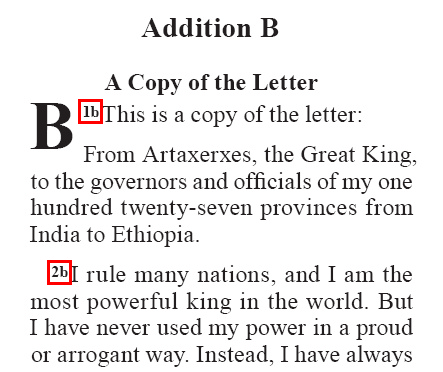 Addition B
A Copy of the Letter
B 1b This is a copy of the letter:
From Artaxerxes, the Great King,
to the governors and officials of my one
hundred twenty-seven provinces from
India to Ethiopia.
2b I rule many nations, and I am the
most powerful king in the world. But
I have never used my power in a proud
or arrogant way. Instead, I have always